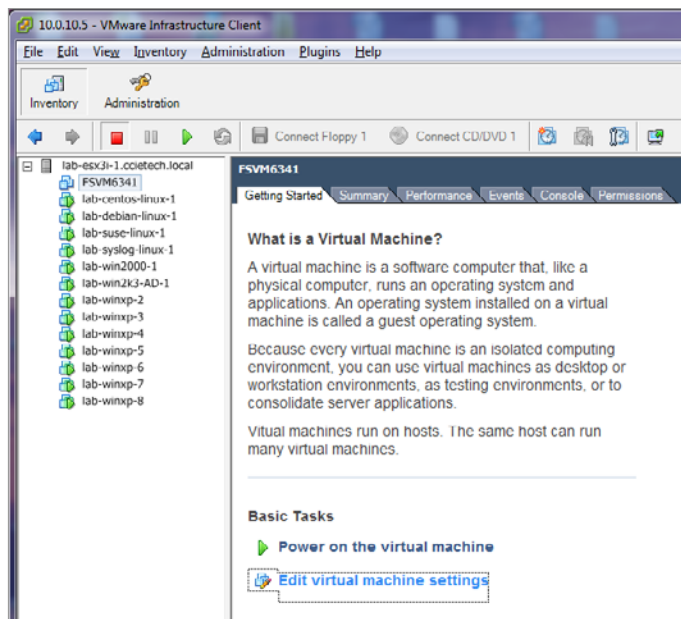 10.0.10.5 - VMware Infrastructure Client
File Edit View Inventory Administration Plugins Help
Inventory Administration
Connect Floppy 1 Connect CD/DVD 1
lab-esx3i-1.ccietech.local
FSVM6341
lab-centos-linux-1
lab-debian-linux-1
lab-suse-linux-1
lab-syslog-linux-1
lab-win2000-1
lab-win2k3-AD-1
lab-winxp-2
lab-winxp-3
lab-winxp-4
lab-winxp-5
lab-winxp-6
lab-winxp-7
lab-winxp-8
FSVM6341
Getting Started Summary Performance Events Console Permissions
What is a Virtual Machine?
A virtual machine is a software computer that, like a
physical computer, runs an operating system and
applications. An operating system installed on a virtual
machine is called a guest operating system.
Because every virtual machine is an isolated computing
environment, you can use virtual machines as desktop or
workstation environments, as testing environments, or to
consolidate server applications.
Virtual machines run on hosts. The same host can run
many virtual machines.
Basic Tasks
Power on the virtual machine
Edit virtual machine settings